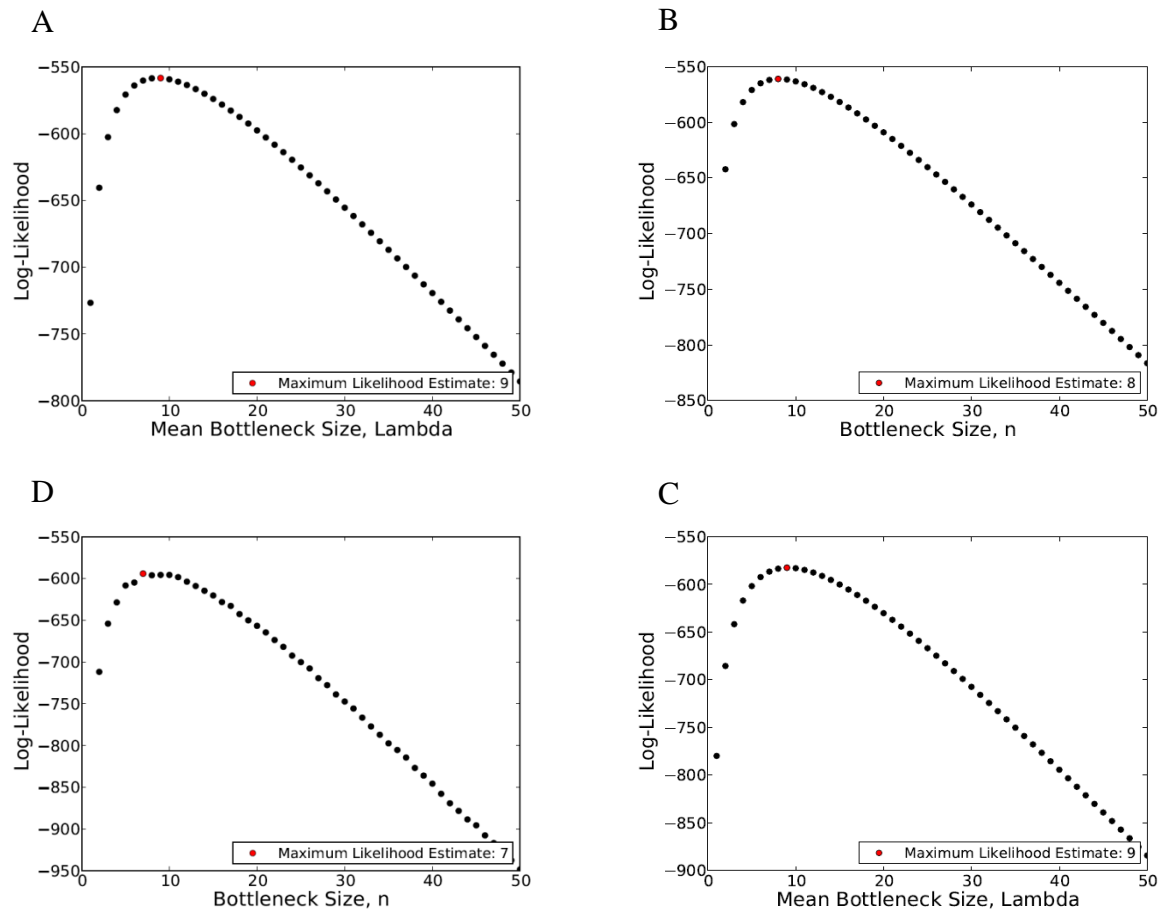 A
−550
−600
−650
−700
−750
−800
Log-Likelihood
0 10 20 30 40 50
Mean Bottleneck Size, Lambda
Maximum Likelihood Estimate: 9
B
−550
−600
−650
−700
−750
−800
−850
Log-Likelihood
0 10 20 30 40 50
Bottleneck Size, n
Maximum Likelihood Estimate: 8
D
−550
−600
−650
−700
−750
−800
−850
−900
−950
Log-Likelihood
0 10 20 30 40 50
Bottleneck Size, n
Maximum Likelihood Estimate: 7
C
−550
−600
−650
−700
−750
−800
−850
−900
Log-Likelihood
0 10 20 30 40 50
Mean Bottleneck Size, Lambda
Maximum Likelihood Estimate: 9